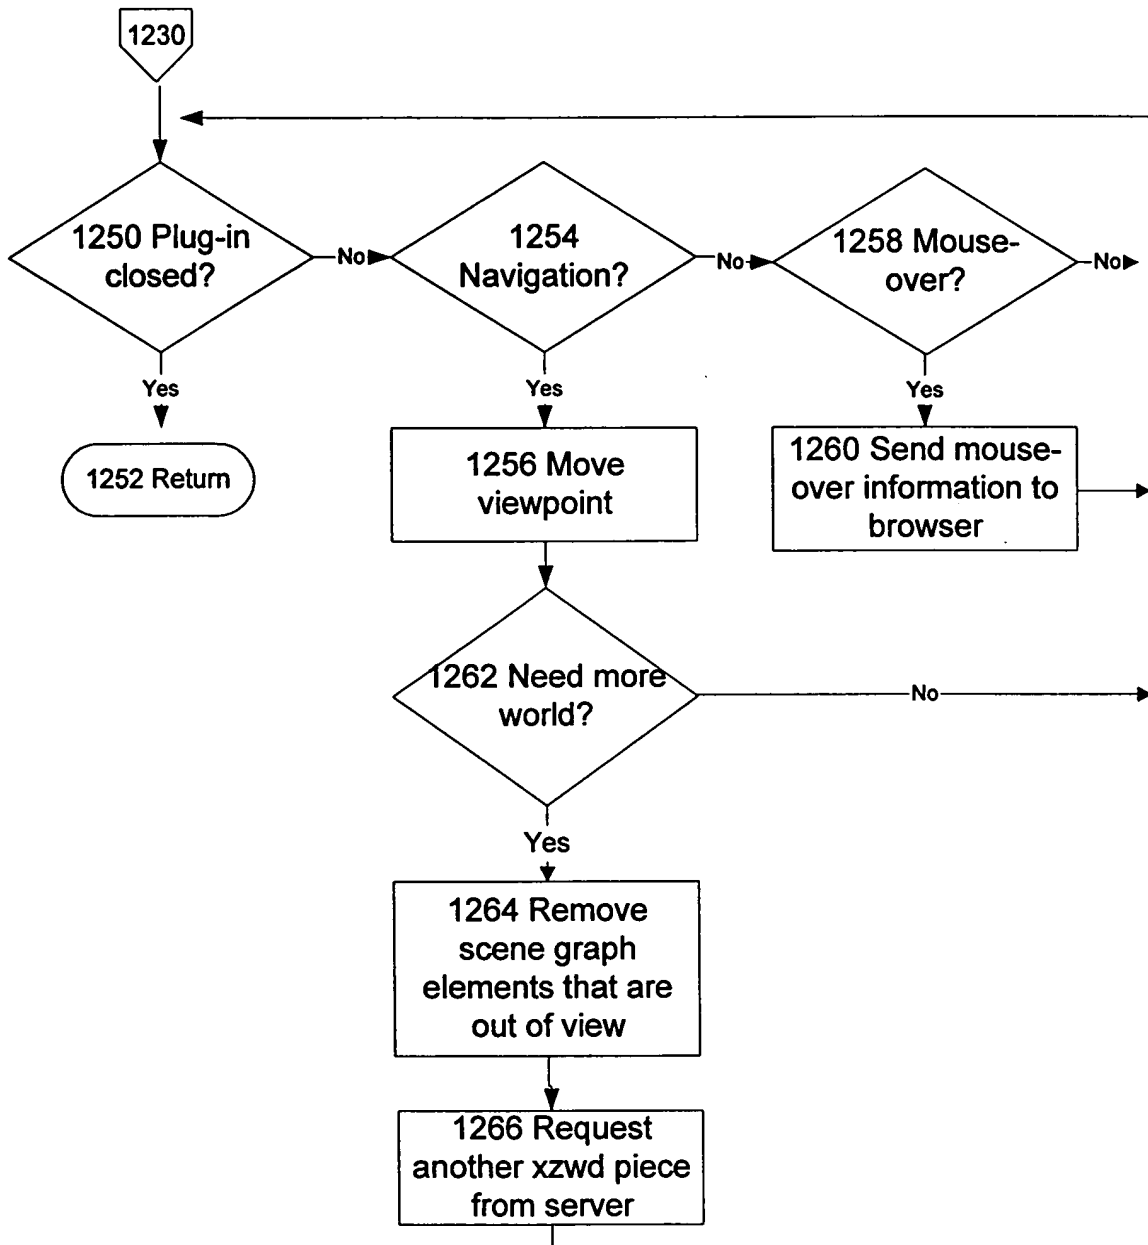 1230
1250 Plug-in
closed?
No
1254
Navigation?
No
1258 Mouse-
over?
No
Yes
Yes
Yes
1252 Return
1256 Move
viewpoint
1260 Send mouse-
over information to
browser
1262 Need more
world?
No
Yes
1264 Remove
scene graph
elements that are
out of view
1266 Request
another xzwd piece
from server